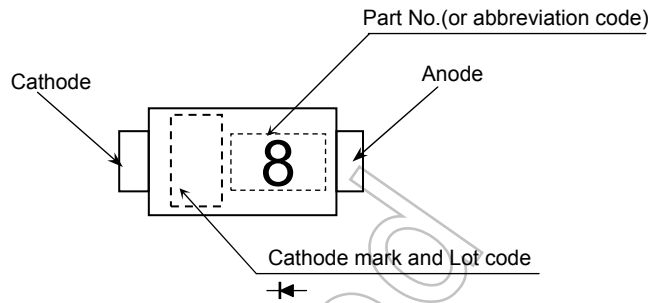 Part No.(or abbreviation code)
Cathode
Anode
8
Cathode mark and Lot code